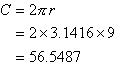 C = 2πr
= 2 × 3.1416 × 9
= 56.5487